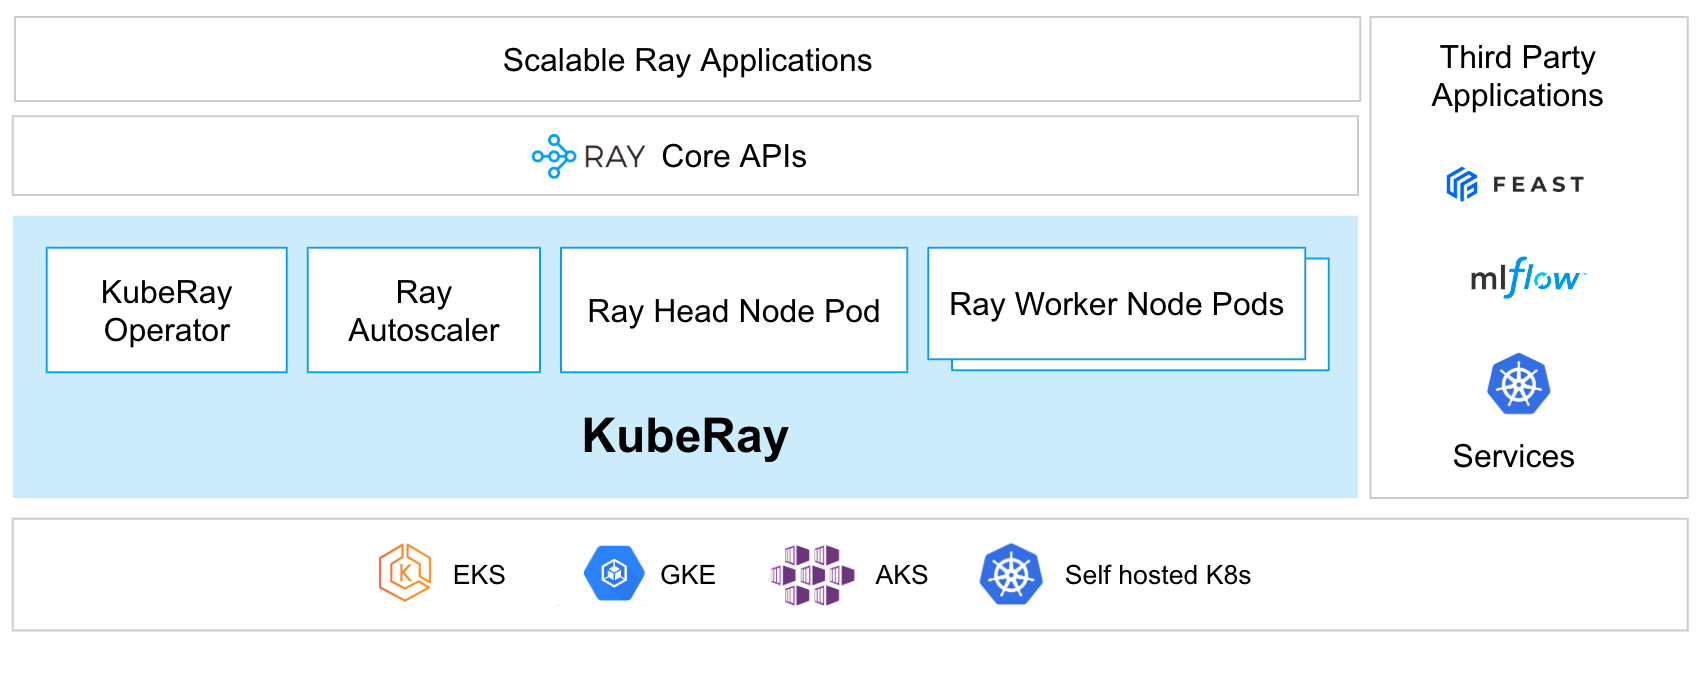 Scalable Ray Applications
RAY Core APIs
KubeRay
Operator
Ray
Autoscaler
Ray Head Node Pod
Ray Worker Node Pods
KubeRay
Third Party
Applications
FEAST
mlflow™
Services
K
EKS
GKE
AKS
Self hosted K8s